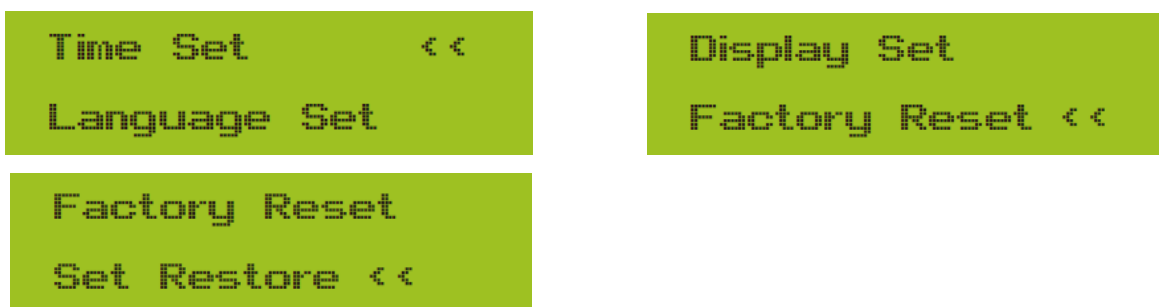 Time Set <<
Language Set
Display Set
Factory Reset <<
Factory Reset
Set Restore <<